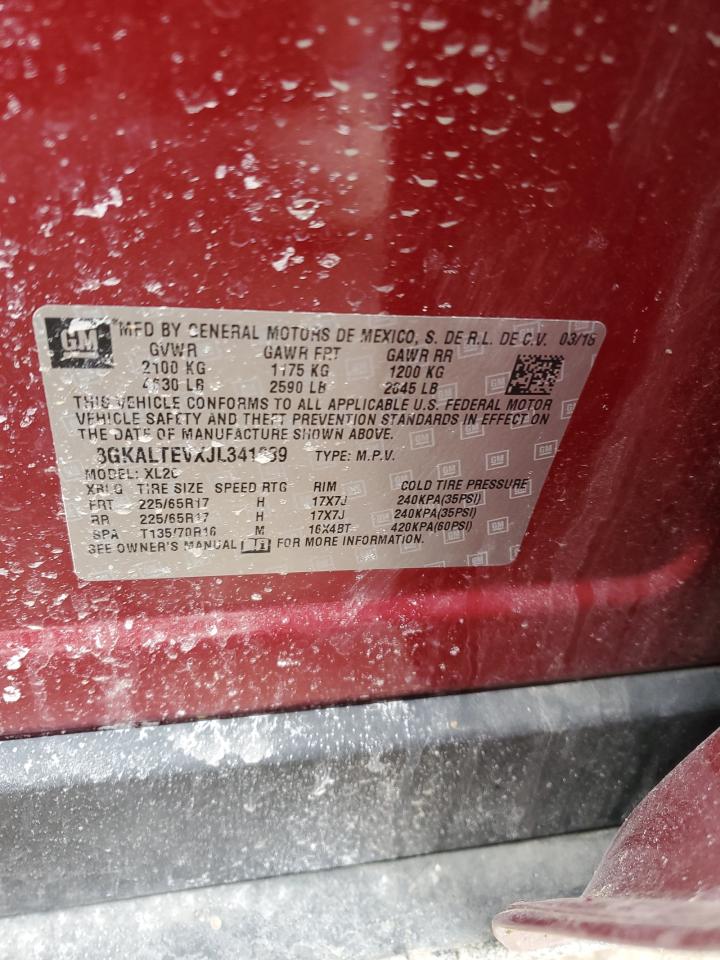 GM
MFD BY GENERAL MOTORS DE MEXICO, S. DE R.L. DE C.V.
GVWR GAWR FRT GAWR RR
2100 KG 1175 KG 1200 KG
4630 LB 2590 LB 2645 LB
THIS VEHICLE CONFORMS TO ALL APPLICABLE U.S. FEDERAL MOTOR
VEHICLE SAFETY AND THEFT PREVENTION STANDARDS IN EFFECT ON
THE DATE OF MANUFACTURE SHOWN ABOVE.
TYPE: M.P.V.
MODEL:
TIRE SIZE SPEED RTG RIM COLD TIRE PRESSURE
FRT 225/65R17 H 17X7J 240KPA(35PSI)
RR 225/65R17 H 17X7J 240KPA(35PSI)
SPA T135/70R16 M 16X4BT 420KPA(60PSI)
SEE OWNER'S MANUAL FOR MORE INFORMATION.